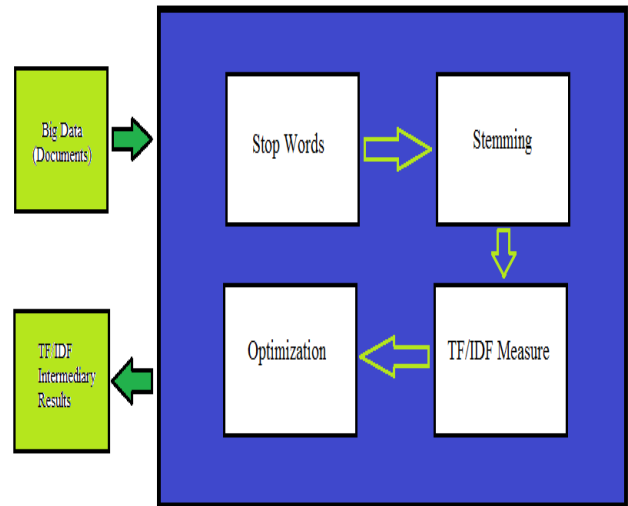 Big Data
(Documents)
Stop Words
Stemming
TF/IDF Measure
Optimization
TF/IDF
Intermediary
Results